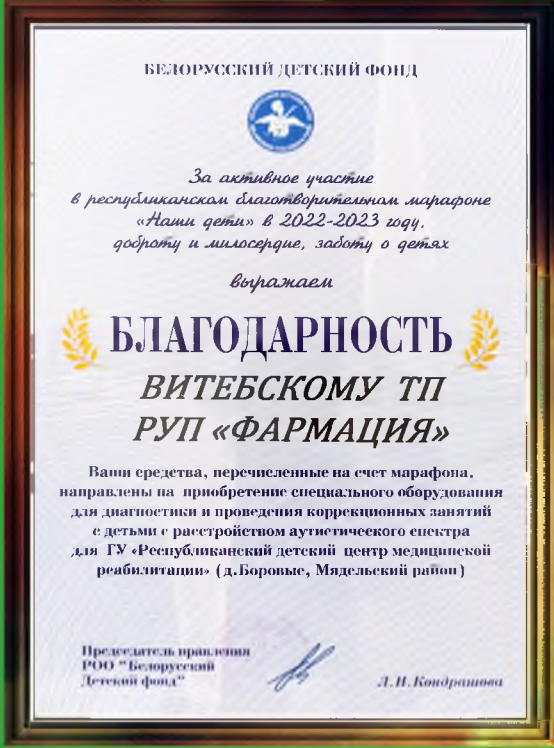 БЕЛОРУССКИЙ ДЕТСКИЙ ФОНД
За активное участие
в республиканском благотворительном марафоне
«Наши дети» в 2022-2023 году,
доброту и милосердие, заботу о детях
выражаем
БЛАГОДАРНОСТЬ
ВИТЕБСКОМУ ТП
РУП «ФАРМАЦИЯ»
Ваши средства, перечисленные на счет марафона,
направлены на приобретение специального оборудования
для диагностики и проведения коррекционных занятий
с детьми с расстройством аутистического спектра
для ГУ «Республиканский детский центр медицинской
реабилитации» (д.Боровые, Мядельский район)
Председатель правления
РОО "Белорусский
Детский фонд"
Л.И.Кондрашова